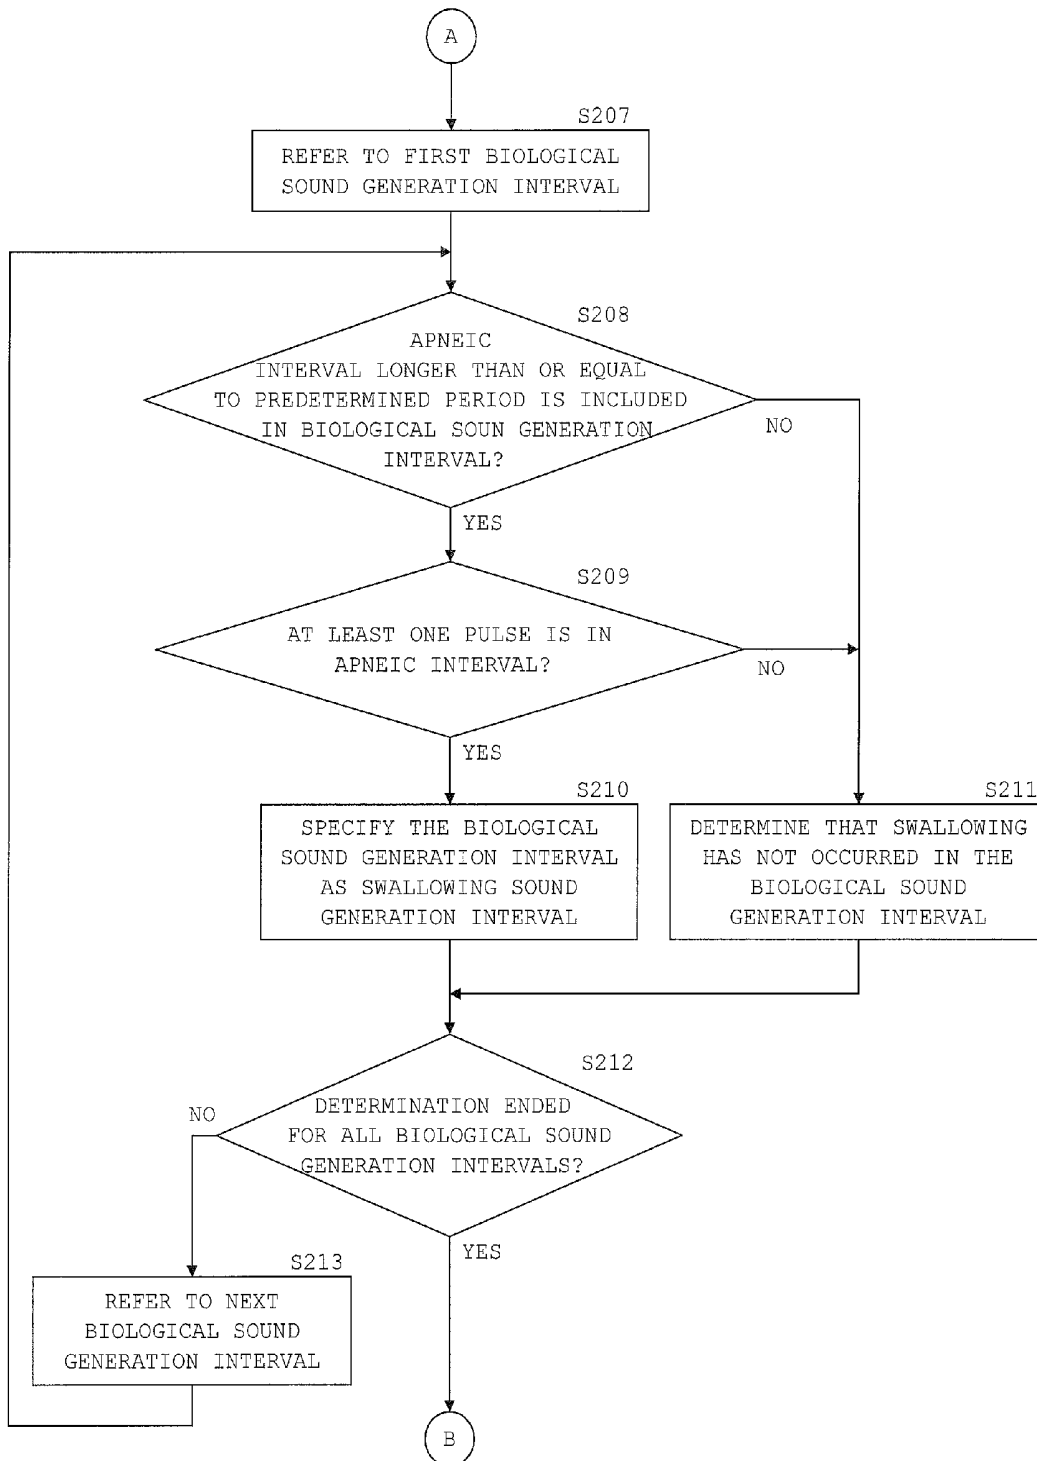 A
S207
REFER TO FIRST BIOLOGICAL
SOUND GENERATION INTERVAL
S208
APNEIC
INTERVAL LONGER THAN OR EQUAL
TO PREDETERMINED PERIOD IS INCLUDED
IN BIOLOGICAL SOUN GENERATION
INTERVAL?
NO
YES
S209
AT LEAST ONE PULSE IS IN
APNEIC INTERVAL?
NO
YES
S210
SPECIFY THE BIOLOGICAL
SOUND GENERATION INTERVAL
AS SWALLOWING SOUND
GENERATION INTERVAL
S211
DETERMINE THAT SWALLOWING
HAS NOT OCCURRED IN THE
BIOLOGICAL SOUND
GENERATION INTERVAL
S212
DETERMINATION ENDED
FOR ALL BIOLOGICAL SOUND
GENERATION INTERVALS?
NO
YES
S213
REFER TO NEXT
BIOLOGICAL SOUND
GENERATION INTERVAL
B